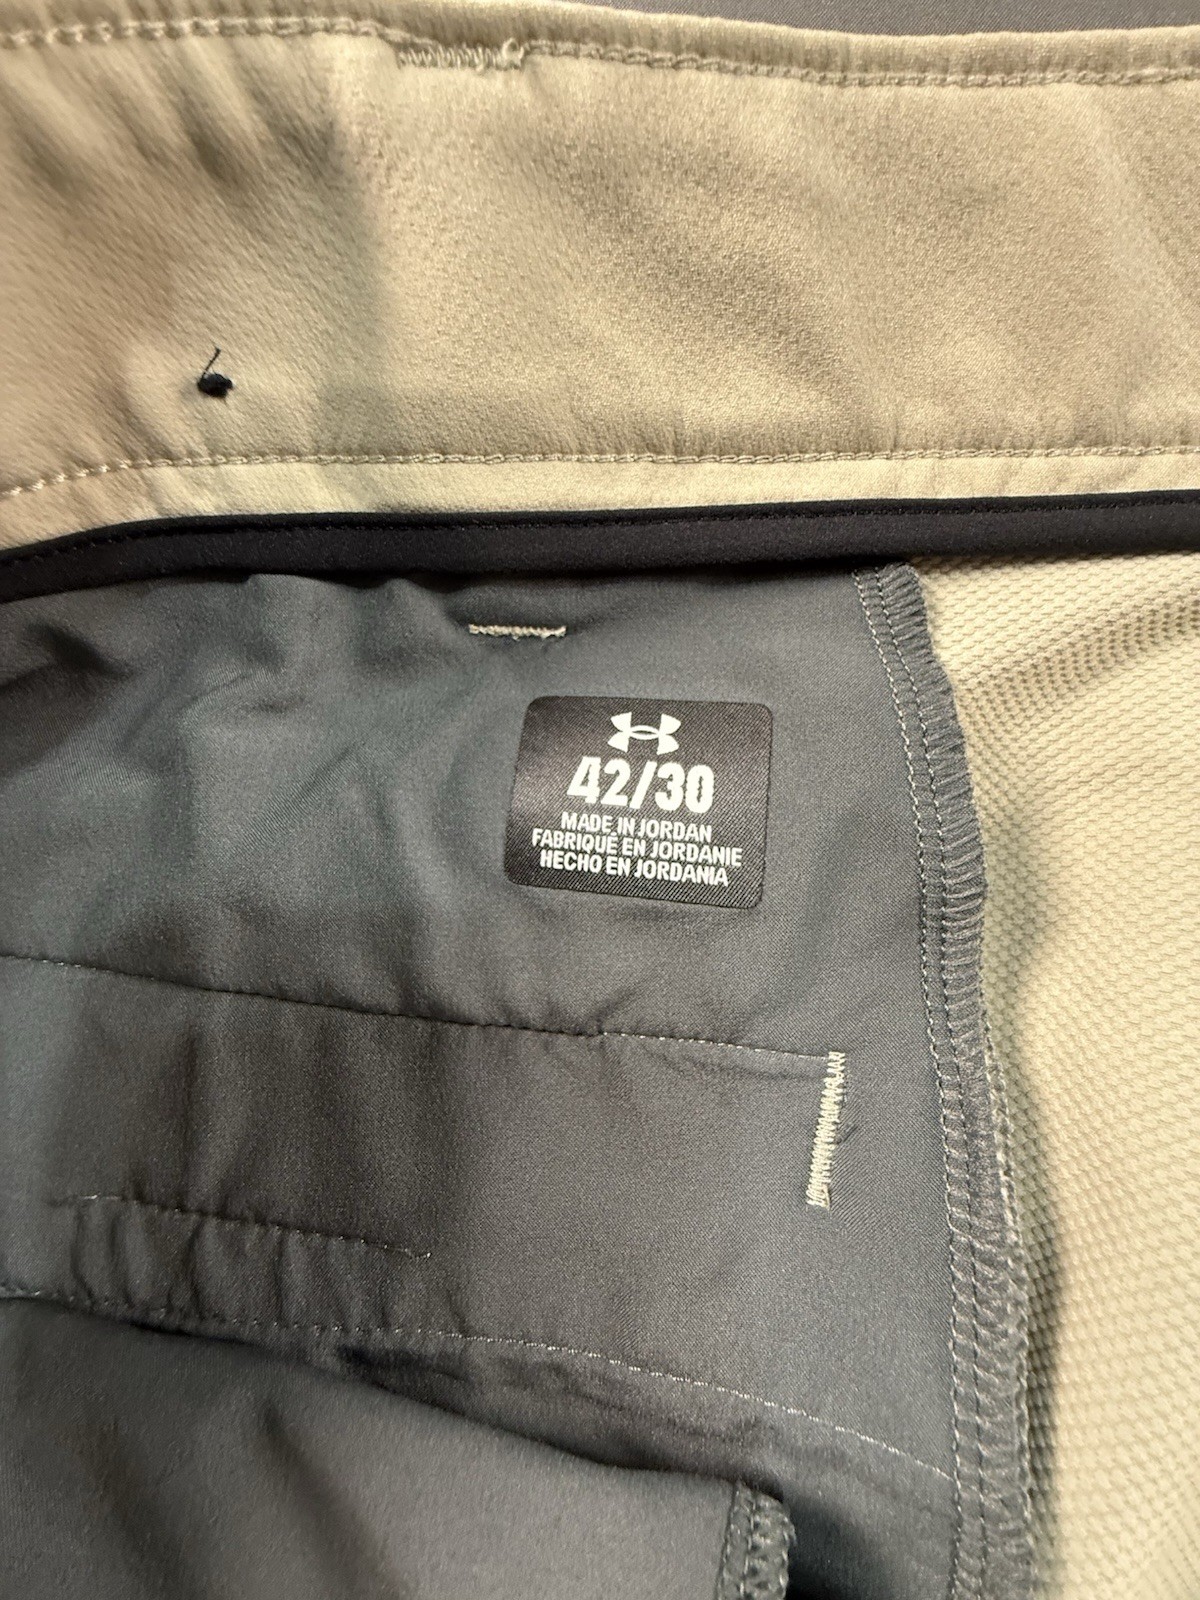 42/30
MADE IN JORDAN
FABRIQUÉ EN JORDANIE
HECHO EN JORDANIA